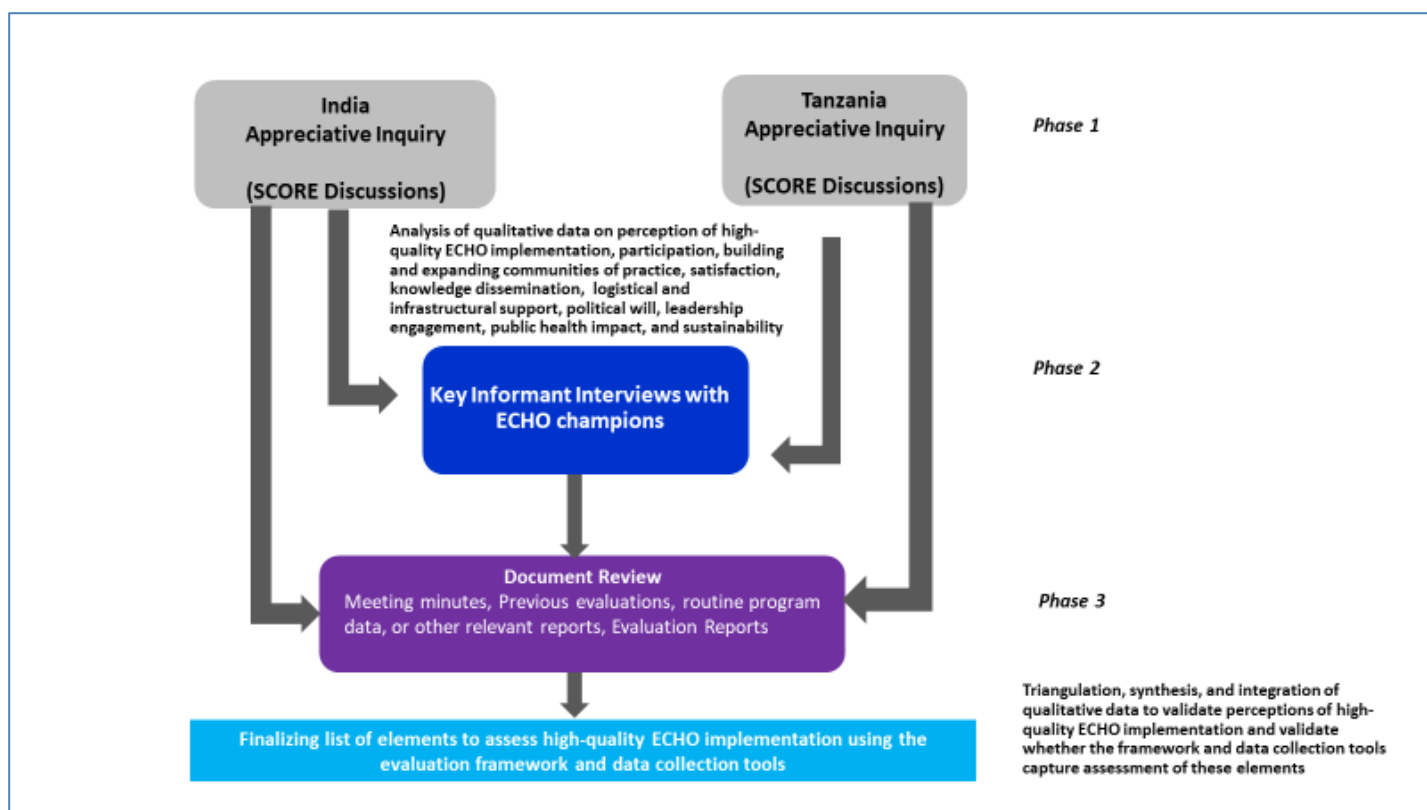 India
Appreciative Inquiry
(SCORE Discussions)
Tanzania
Appreciative Inquiry
(SCORE Discussions)
Phase 1
Analysis of qualitative data on perception of high-
quality ECHO implementation, participation, building
and expanding communities of practice, satisfaction,
knowledge dissemination, logistical and
infrastructural support, political will, leadership
engagement, public health impact, and sustainability
Key Informant Interviews with
ECHO champions
Phase 2
Document Review
Meeting minutes, Previous evaluations, routine program
data, or other relevant reports, Evaluation Reports
Phase 3
Finalizing list of elements to assess high-quality ECHO implementation using the
evaluation framework and data collection tools
Triangulation, synthesis, and integration of
qualitative data to validate perceptions of high-
quality ECHO implementation and validate
whether the framework and data collection tools
capture assessment of these elements